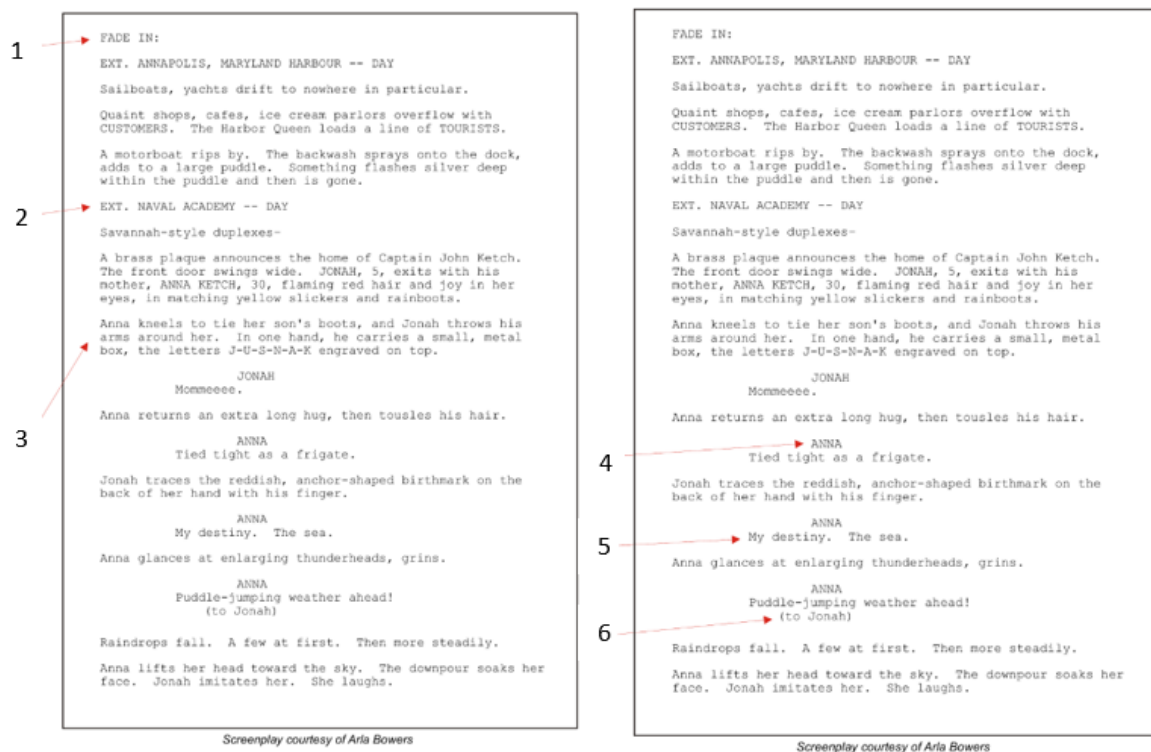 1
FADE IN:
EXT. ANNAPOLIS, MARYLAND HARBOUR -- DAY
Sailboats, yachts drift to nowhere in particular.
Quaint shops, cafes, ice cream parlors overflow with
CUSTOMERS. The Harbor Queen loads a line of TOURISTS.
A motorboat rips by. The backwash sprays onto the dock,
adds to a large puddle. Something flashes silver deep
within the puddle and then is gone.
2
EXT. NAVAL ACADEMY -- DAY
Savannah-style duplexes-
A brass plaque announces the home of Captain John Ketch.
The front door swings wide. JONAH, 5, exits with his
mother, ANNA KETCH, 30, flaming red hair and joy in her
eyes, in matching yellow slickers and rainboots.
Anna kneels to tie her son's boots, and Jonah throws his
arms around her. In one hand, he carries a small, metal
box, the letters J-U-S-N-A-K engraved on top.
3
JONAH
Mommeeee.
Anna returns an extra long hug, then tousles his hair.
ANNA
Tied tight as a frigate.
Jonah traces the reddish, anchor-shaped birthmark on the
back of her hand with his finger.
ANNA
My destiny. The sea.
Anna glances at enlarging thunderheads, grins.
ANNA
Puddle-jumping weather ahead!
(to Jonah)
Raindrops fall. A few at first. Then more steadily.
Anna lifts her head toward the sky. The downpour soaks her
face. Jonah imitates her. She laughs.
Screenplay courtesy of Arla Bowers
FADE IN:
EXT. ANNAPOLIS, MARYLAND HARBOUR -- DAY
Sailboats, yachts drift to nowhere in particular.
Quaint shops, cafes, ice cream parlors overflow with
CUSTOMERS. The Harbor Queen loads a line of TOURISTS.
A motorboat rips by. The backwash sprays onto the dock,
adds to a large puddle. Something flashes silver deep
within the puddle and then is gone.
EXT. NAVAL ACADEMY -- DAY
Savannah-style duplexes-
A brass plaque announces the home of Captain John Ketch.
The front door swings wide. JONAH, 5, exits with his
mother, ANNA KETCH, 30, flaming red hair and joy in her
eyes, in matching yellow slickers and rainboots.
Anna kneels to tie her son's boots, and Jonah throws his
arms around her. In one hand, he carries a small, metal
box, the letters J-U-S-N-A-K engraved on top.
JONAH
Mommeeee.
Anna returns an extra long hug, then tousles his hair.
4
ANNA
Tied tight as a frigate.
Jonah traces the reddish, anchor-shaped birthmark on the
back of her hand with his finger.
ANNA
5
My destiny. The sea.
Anna glances at enlarging thunderheads, grins.
ANNA
Puddle-jumping weather ahead!
6
(to Jonah)
Raindrops fall. A few at first. Then more steadily.
Anna lifts her head toward the sky. The downpour soaks her
face. Jonah imitates her. She laughs.
Screenplay courtesy of Arla Bowers